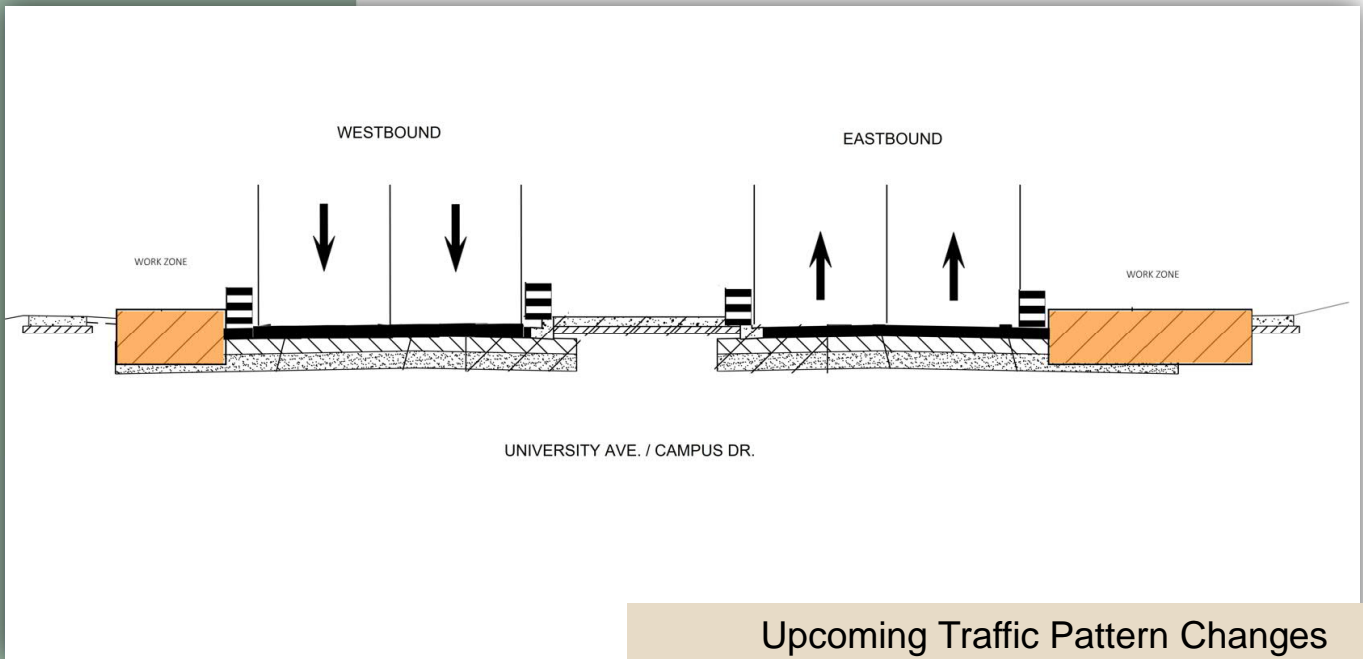 WESTBOUND
EASTBOUND
WORK ZONE
WORK ZONE
UNIVERSITY AVE. / CAMPUS DR.
Upcoming Traffic Pattern Changes